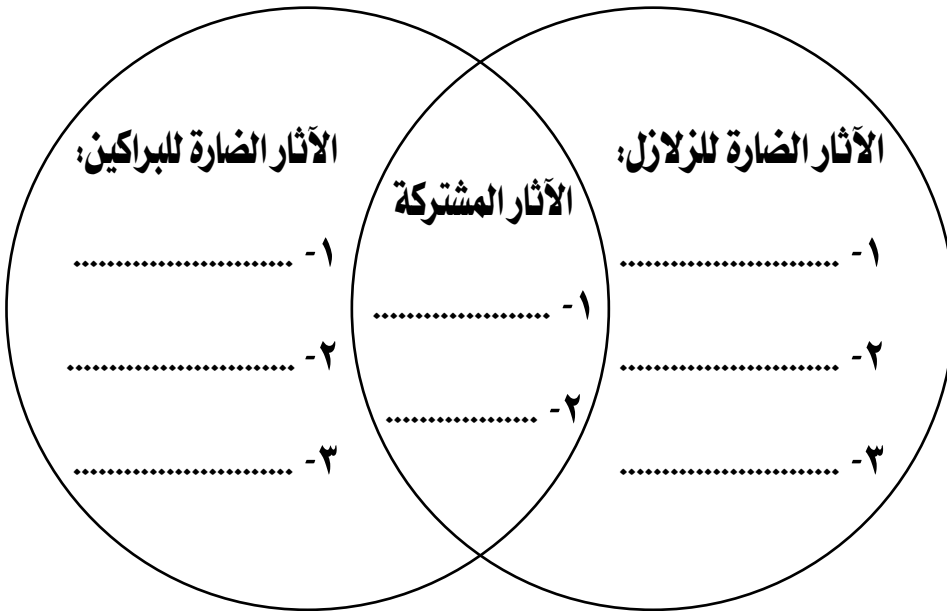 الآثار الضارة للزلازل:
١- .........................
٢- .........................
٣- .........................
الآثار المشتركة
١- ....................
٢- .................
الآثار الضارة للبراكين:
١- .........................
٢- ..........................
٣- .........................